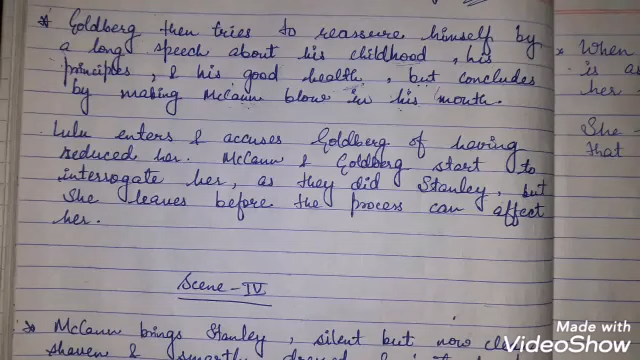 * Goldberg then tries to reassure himself by
a long speech about his childhood, his
principles, & his good health, but concludes
by making McCann blow in his mouth.
Lulu enters & accuses Goldberg of having
seduced her. McCann & Goldberg start to
interrogate her, as they did Stanley, but
she leaves before the process can affect
her.
Scene-IV
McCann brings Stanley, silent but now
shaven & smartly
* When
is as
her
She
that
Made with
VideoShow